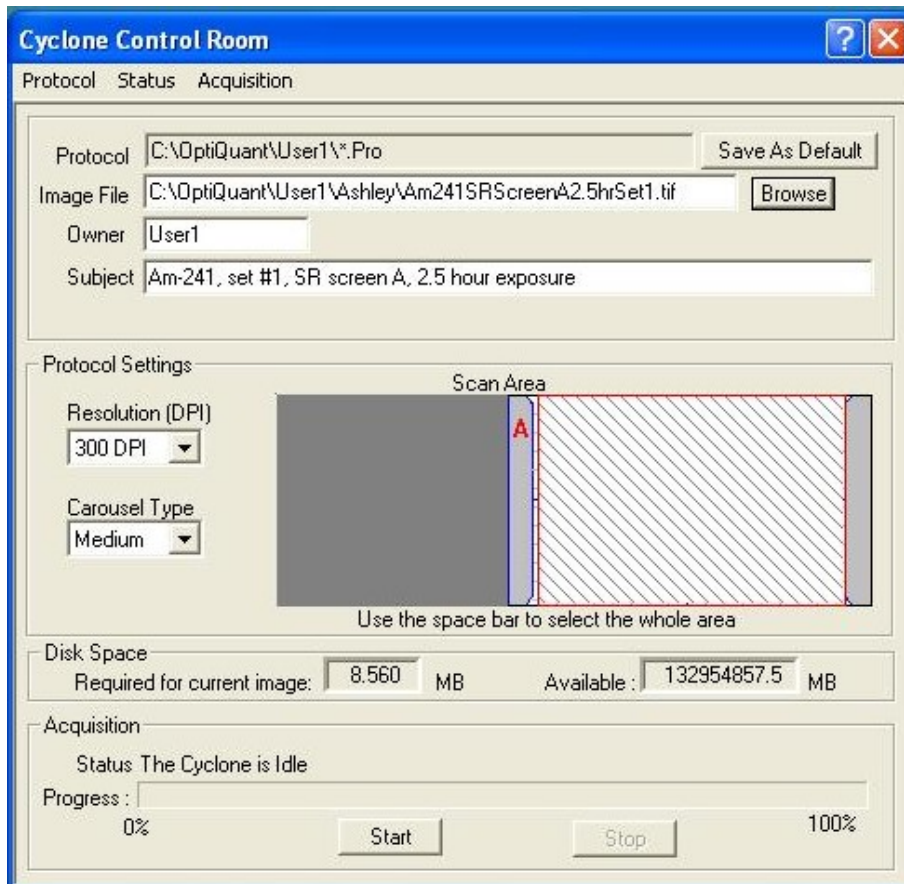 Cyclone Control Room
Protocol Status Acquisition
Protocol C:\OptiQuant\User1\*.Pro Save As Default
Image File C:\OptiQuant\User1\Ashley\Am241SRScreenA2.5hrSet1.tif Browse
Owner User1
Subject Am-241, set #1, SR screen A, 2.5 hour exposure
Protocol Settings
Scan Area
Resolution (DPI)
300 DPI
A
Carousel Type
Medium
Use the space bar to select the whole area
Disk Space
Required for current image: 8.560 MB Available : 132954857.5 MB
Acquisition
Status The Cyclone is Idle
Progress :
0% 100%
Start Stop